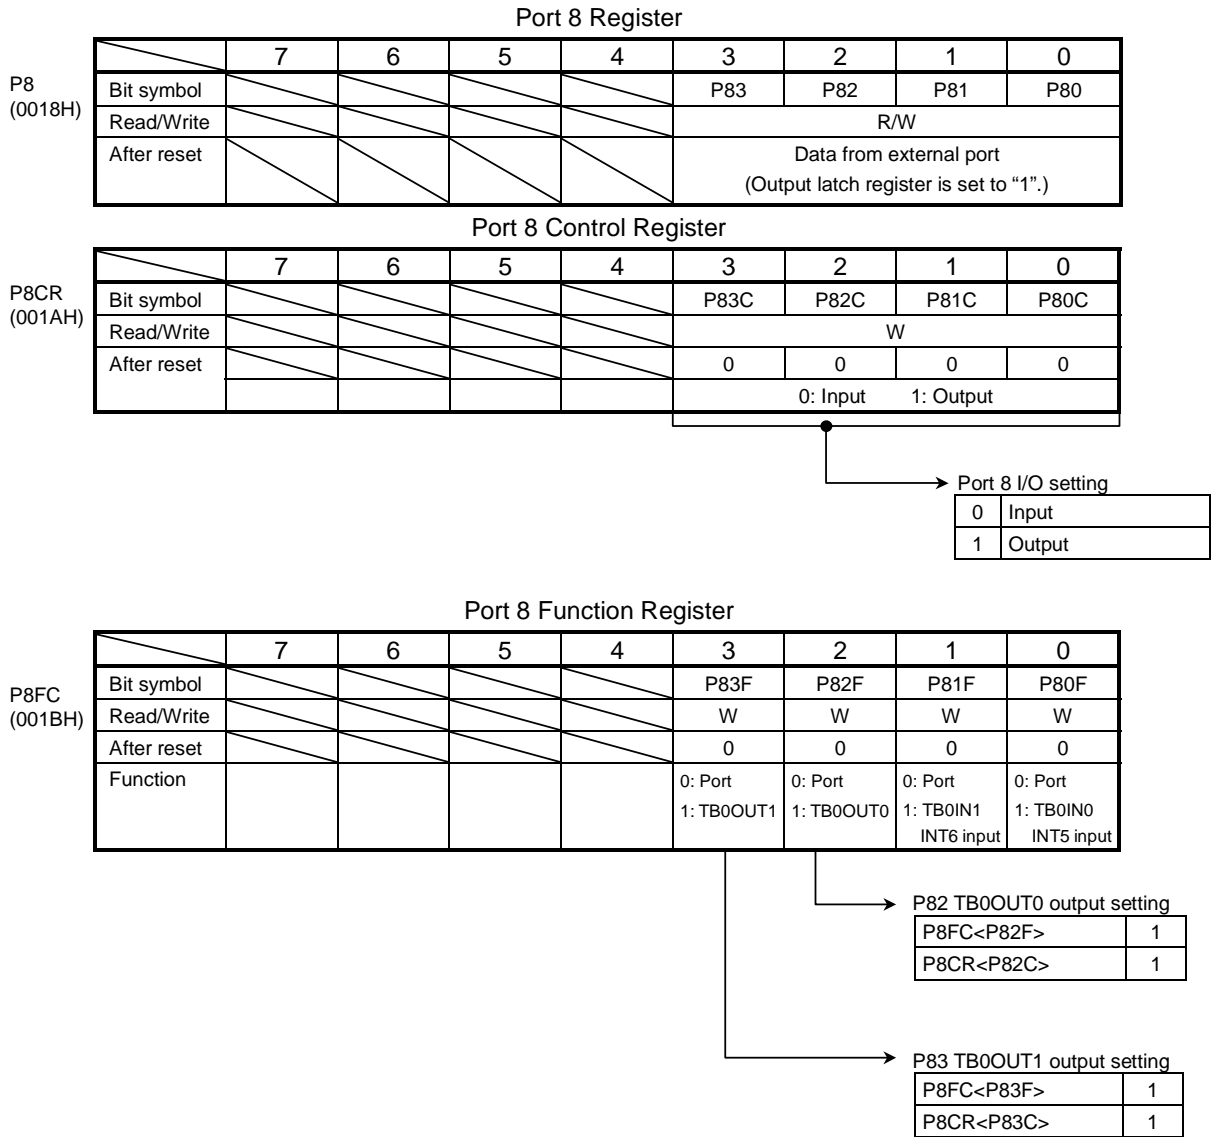 Port 8 Register
7 6 5 4 3 2 1 0
P8
(0018H)
Bit symbol P83 P82 P81 P80
Read/Write R/W
After reset Data from external port
(Output latch register is set to “1”.)
Port 8 Control Register
7 6 5 4 3 2 1 0
P8CR
(001AH)
Bit symbol P83C P82C P81C P80C
Read/Write W
After reset 0 0 0 0
0: Input 1: Output
Port 8 I/O setting
0 Input
1 Output
Port 8 Function Register
7 6 5 4 3 2 1 0
P8FC
(001BH)
Bit symbol P83F P82F P81F P80F
Read/Write W W W W
After reset 0 0 0 0
Function 0: Port 0: Port 0: Port 0: Port
1: TB0OUT1 1: TB0OUT0 1: TB0IN1 1: TB0IN0
INT6 input INT5 input
P82 TB0OUT0 output setting
P8FC<P82F> 1
P8CR<P82C> 1
P83 TB0OUT1 output setting
P8FC<P83F> 1
P8CR<P83C> 1